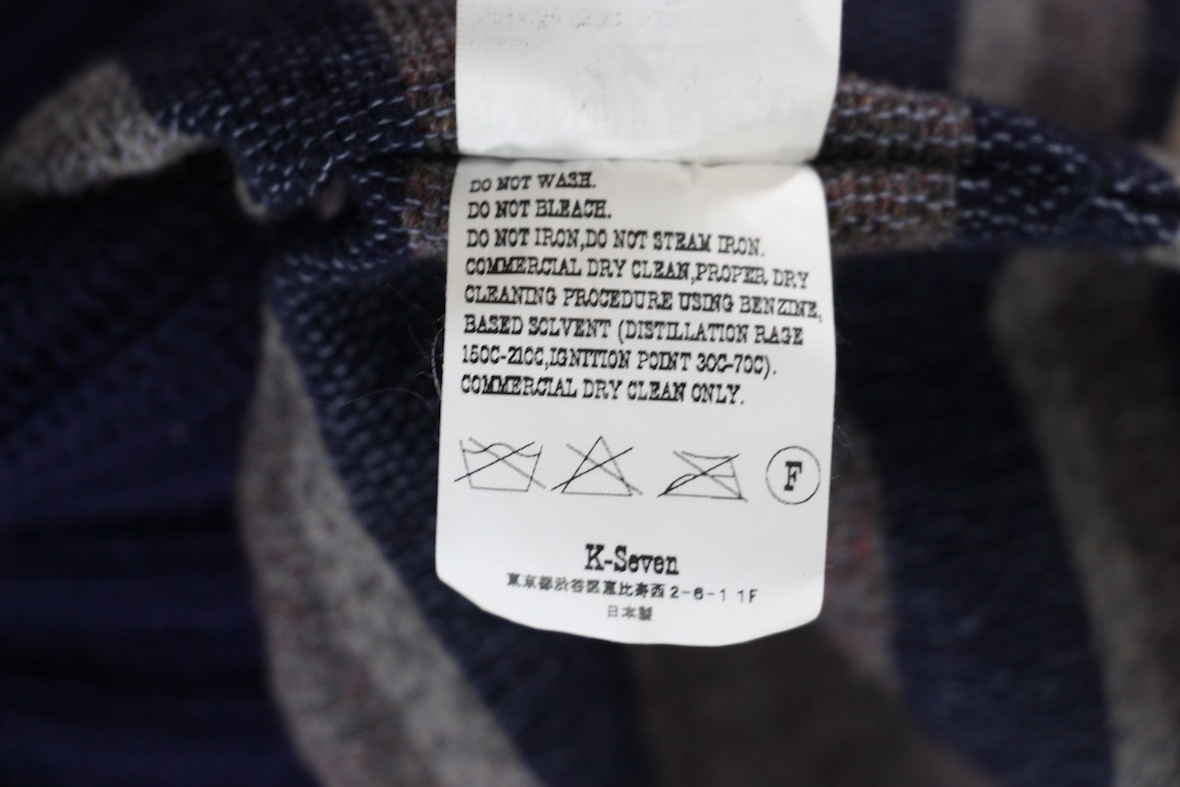 DO NOT WASH.
DO NOT BLEACH.
DO NOT IRON,DO NOT STEAM IRON.
COMMERCIAL DRY CLEAN,PROPER DRY
CLEANING PROCEDURE USING BENZINE,
BASED SOLVENT (DISTILLATION RAGE
150C-210C,IGNITION POINT 30C-70C).
COMMERCIAL DRY CLEAN ONLY.
F
K-Seven
東京都渋谷区恵比寿西2-6-1 1F
日本製